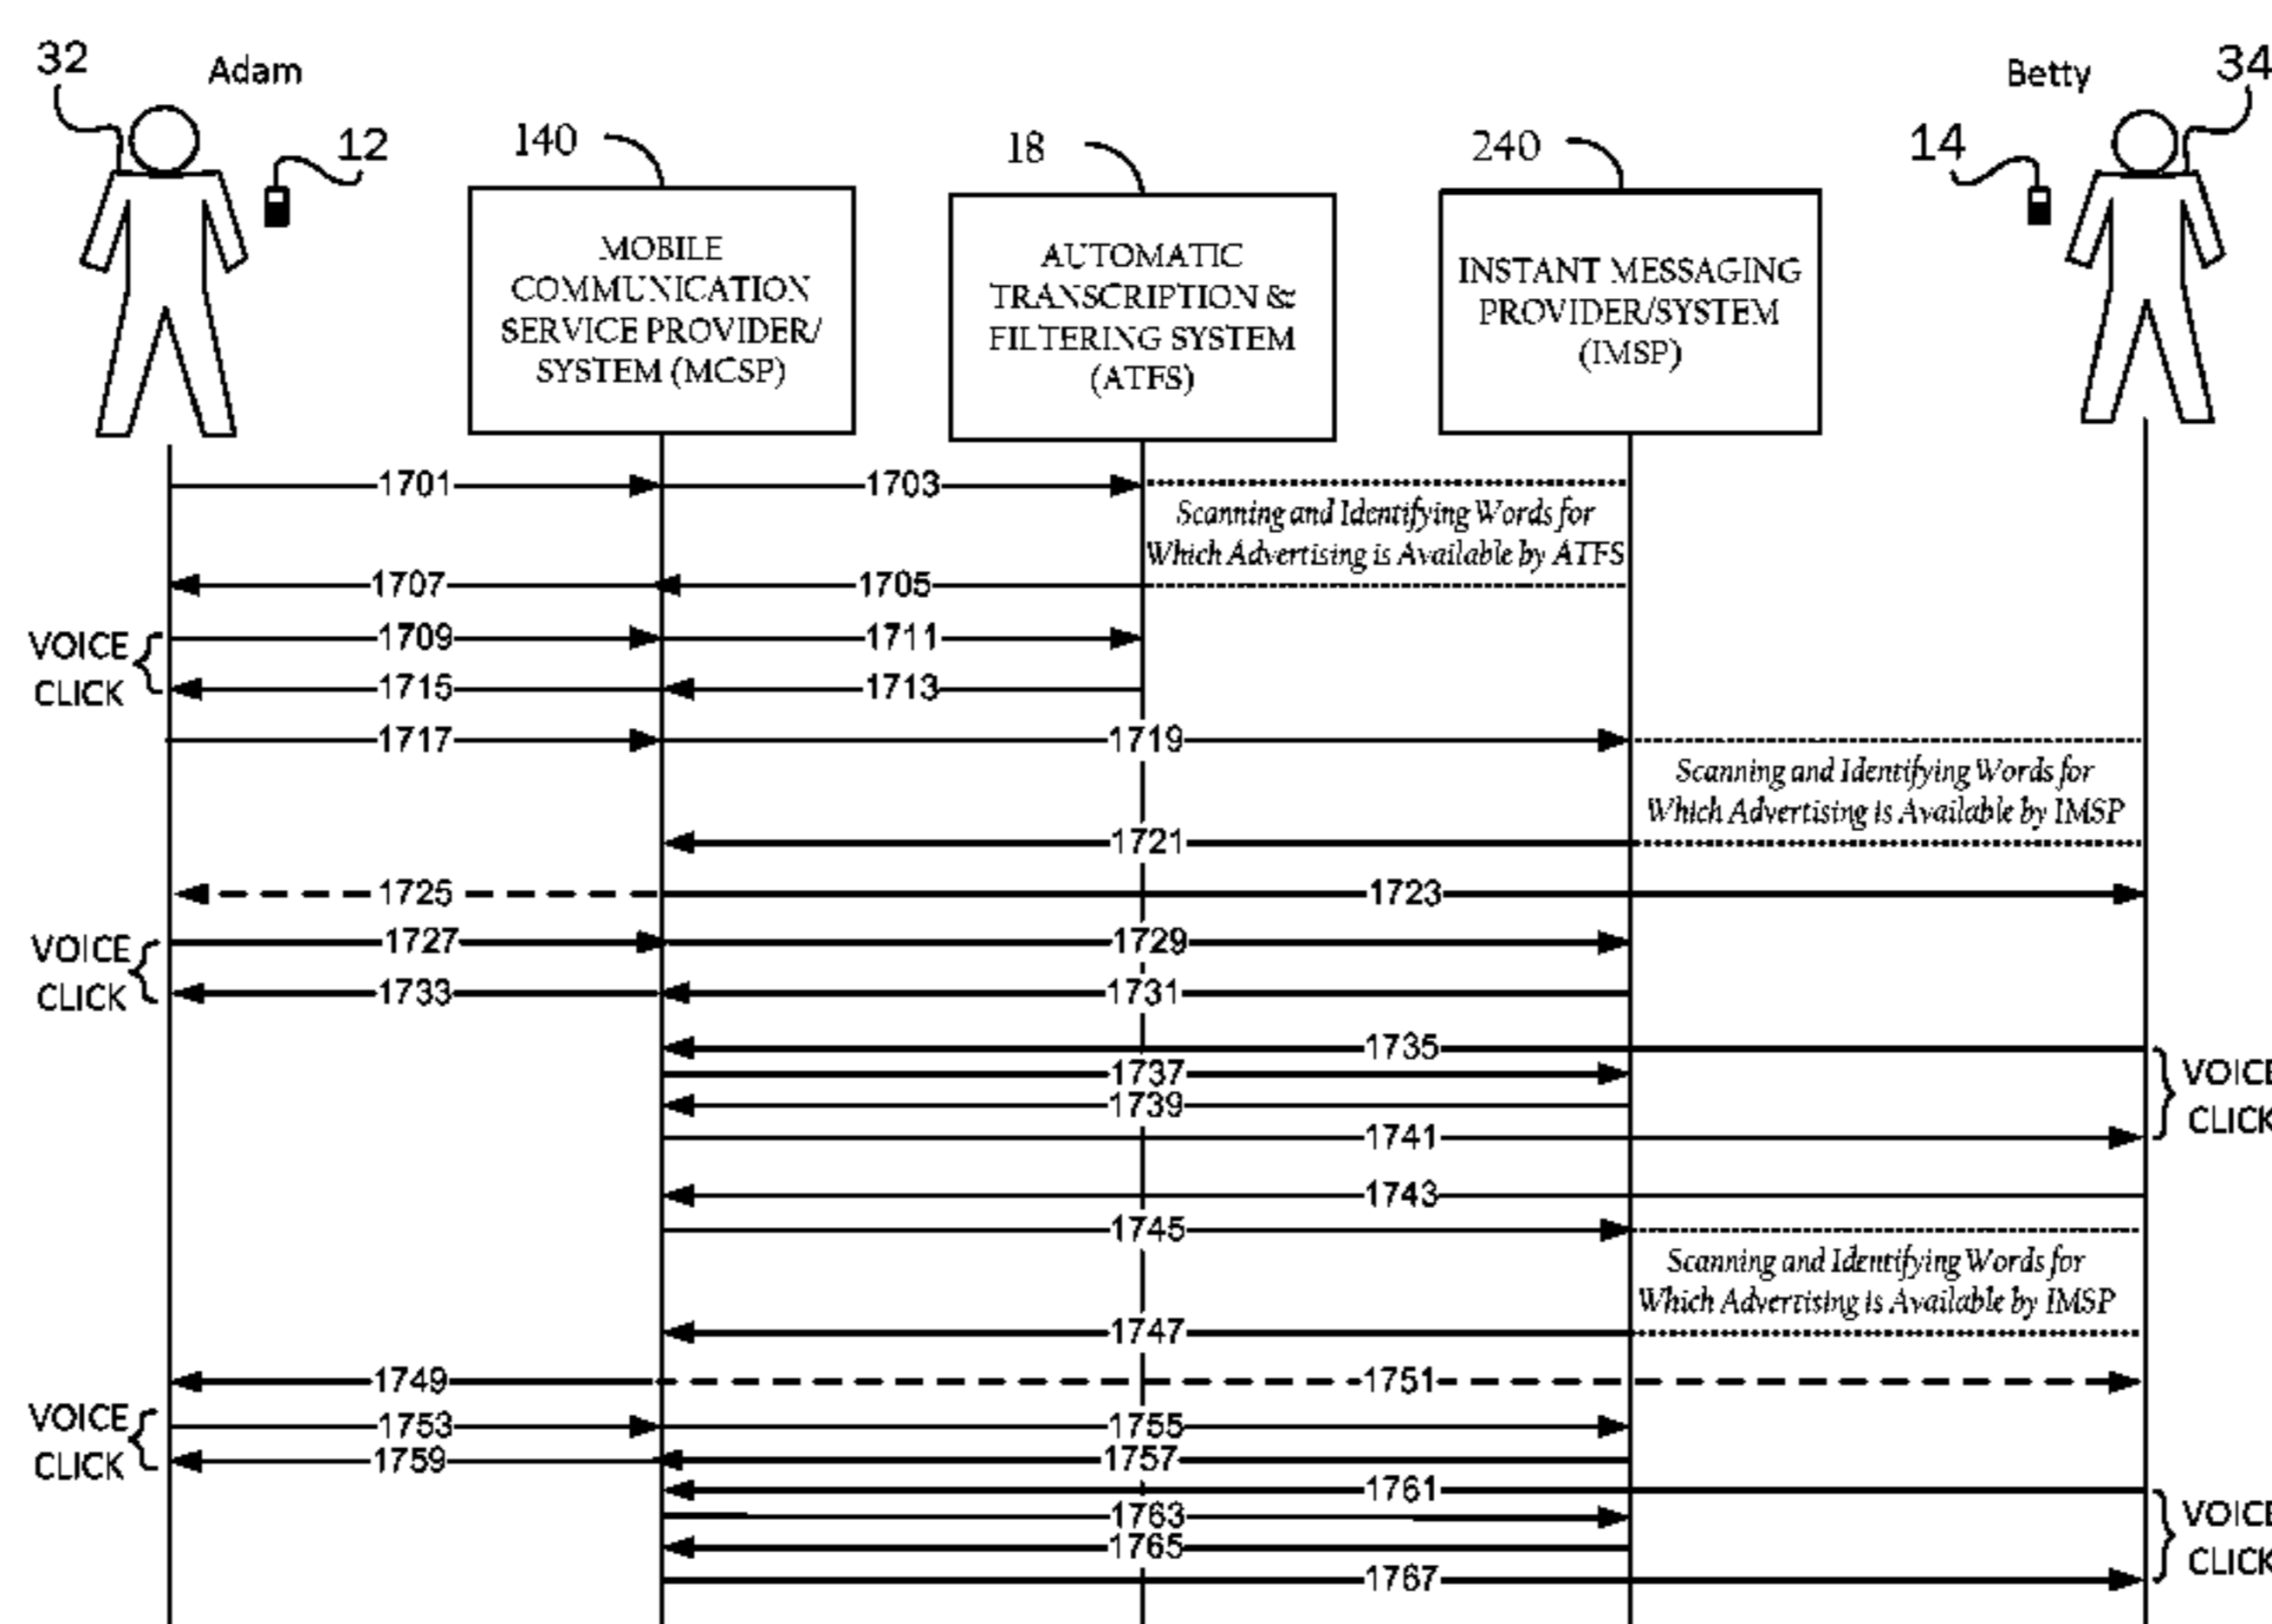 32
Adam
12
140
18
240
14
Betty
34
MOBILE
COMMUNICATION
SERVICE PROVIDER/
SYSTEM (MCSP)
AUTOMATIC
TRANSCRIPTION &
FILTERING SYSTEM
(ATFS)
INSTANT MESSAGING
PROVIDER/SYSTEM
(IMSP)
1701
1703
Scanning and Identifying Words for
Which Advertising is Available by ATFS
1707
1705
VOICE
CLICK
1709
1711
1715
1713
1717
1719
Scanning and Identifying Words for
Which Advertising is Available by IMSP
1721
1725
1723
VOICE
CLICK
1727
1729
1733
1731
1735
1737
1739
1741
VOICE
CLICK
1743
1745
Scanning and Identifying Words for
Which Advertising is Available by IMSP
1747
1749
1751
VOICE
CLICK
1753
1755
1759
1757
1761
1763
1765
1767
VOICE
CLICK